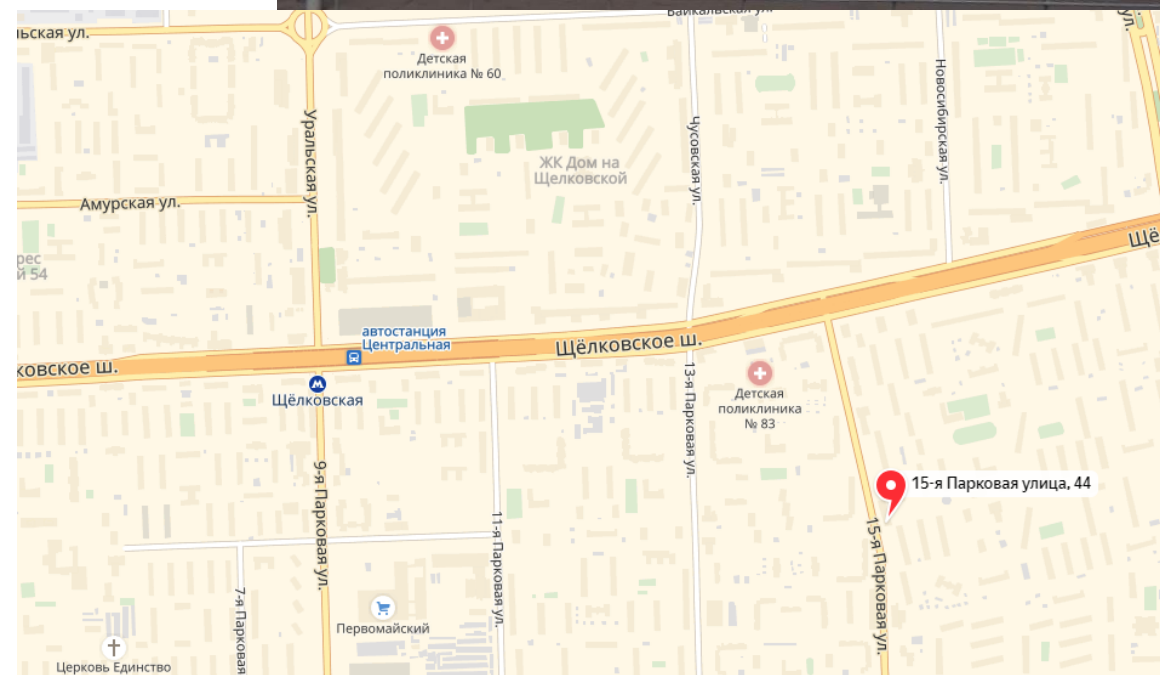 Байкальская ул.
ьская ул.
ул.
Детская
поликлиника № 60
Уральская ул.
Чусовская ул.
Новосибирская ул.
ЖК Дом на
Щелковской
Амурская ул.
рес
й 54
Щё
автостанция
Центральная
Щёлковское ш.
ковское ш.
Щёлковская
13-я Парковая ул.
Детская
поликлиника
№ 83
9-я Парковая ул.
15-я Парковая улица, 44
11-я Парковая ул.
15-я Парковая ул.
7-я Парковая
Первомайский
Церковь Единство